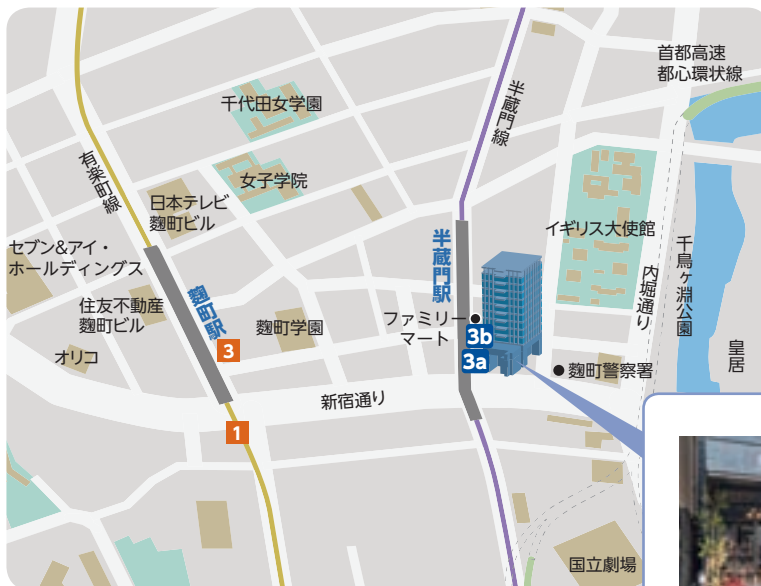 首都高速
都心環状線
半蔵門線
千代田女学園
有楽町線
女子学院
日本テレビ
麴町ビル
イギリス大使館
セブン&アイ・
ホールディングス
半蔵門駅
千鳥ヶ淵公園
内堀通り
住友不動産
麴町ビル
麴町駅
ファミリー
マート
3b
麴町学園
3
オリコ
3a
皇居
麴町警察署
新宿通り
1
国立劇場